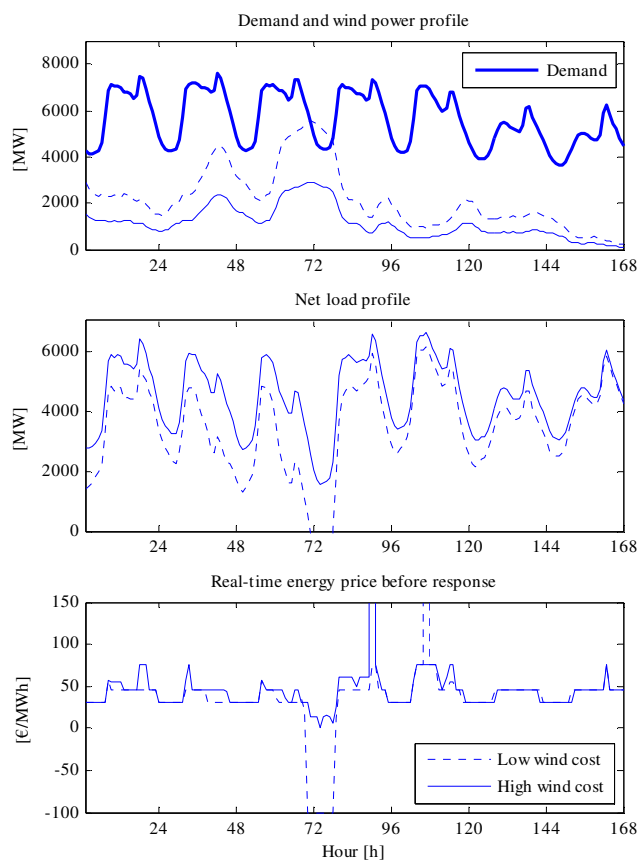 Demand and wind power profile
8000
6000
4000
2000
0
[MW]
Demand
24 48 72 96 120 144 168
Net load profile
6000
4000
2000
0
[MW]
24 48 72 96 120 144 168
Real-time energy price before response
150
100
50
0
-50
-100
[€/MWh]
Low wind cost
High wind cost
24 48 72 96 120 144 168
Hour [h]